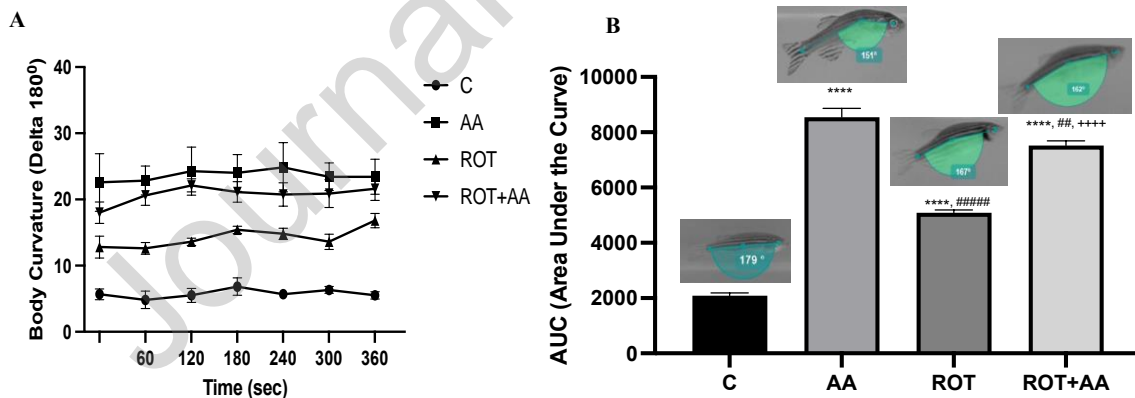 A
Journal
Body Curvature (Delta 180⁰)
40
30
20
10
0
60 120 180 240 300 360
Time (sec)
C
AA
ROT
ROT+AA
B
AUC (Area Under the Curve)
10000
8000
6000
4000
2000
0
179 °
151°
****
167°
****, #####
162°
****, ##, ++++
C AA ROT ROT+AA